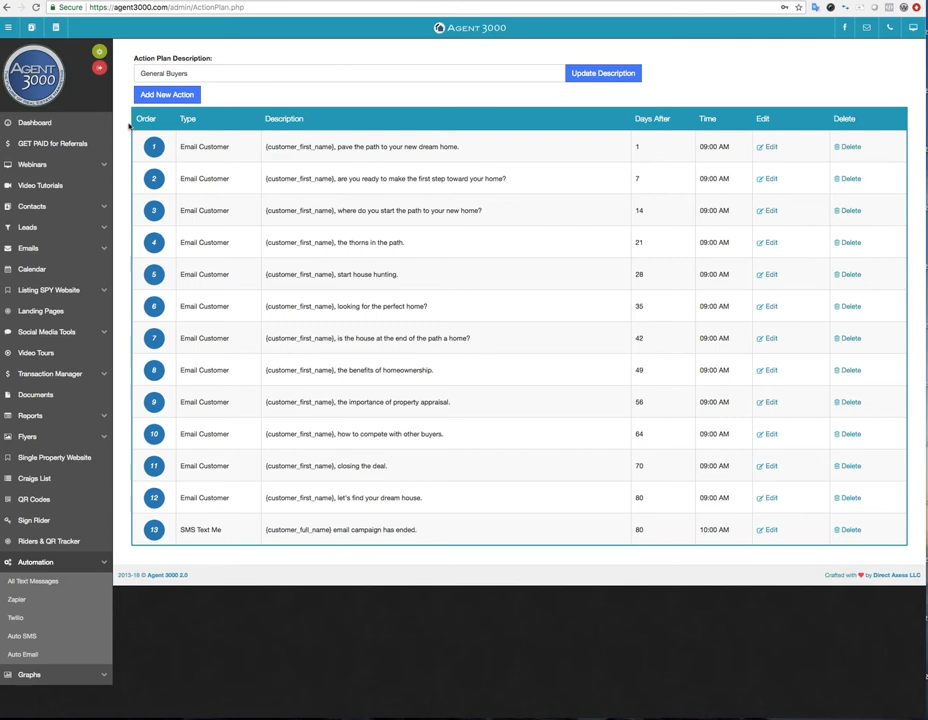 Secure https://agent3000.com/admin/ActionPlan.php
AGENT 3000
AGENT 3000
Dashboard
GET PAID for Referrals
Webinars
Video Tutorials
Contacts
Leads
Emails
Calendar
Listing SPY Website
Landing Pages
Social Media Tools
Video Tours
Transaction Manager
Documents
Reports
Flyers
Single Property Website
Craigs List
QR Codes
Sign Rider
Riders & QR Tracker
Automation
All Text Messages
Zapier
Twilio
Auto SMS
Auto Email
Graphs
Action Plan Description:
General Buyers Update Description
Add New Action
Order Type Description Days After Time Edit Delete
1 Email Customer {customer_first_name}, pave the path to your new dream home. 1 09:00 AM Edit Delete
2 Email Customer {customer_first_name}, are you ready to make the first step toward your home? 7 09:00 AM Edit Delete
3 Email Customer {customer_first_name}, where do you start the path to your new home? 14 09:00 AM Edit Delete
4 Email Customer {customer_first_name}, the thorns in the path. 21 09:00 AM Edit Delete
5 Email Customer {customer_first_name}, start house hunting. 28 09:00 AM Edit Delete
6 Email Customer {customer_first_name}, looking for the perfect home? 35 09:00 AM Edit Delete
7 Email Customer {customer_first_name}, is the house at the end of the path a home? 42 09:00 AM Edit Delete
8 Email Customer {customer_first_name}, the benefits of homeownership. 49 09:00 AM Edit Delete
9 Email Customer {customer_first_name}, the importance of property appraisal. 56 09:00 AM Edit Delete
10 Email Customer {customer_first_name}, how to compete with other buyers. 64 09:00 AM Edit Delete
11 Email Customer {customer_first_name}, closing the deal. 70 09:00 AM Edit Delete
12 Email Customer {customer_first_name}, let's find your dream house. 80 09:00 AM Edit Delete
13 SMS Text Me {customer_full_name} email campaign has ended. 80 10:00 AM Edit Delete
2013-18 © Agent 3000 2.0 Crafted with ❤ by Direct Axess LLC